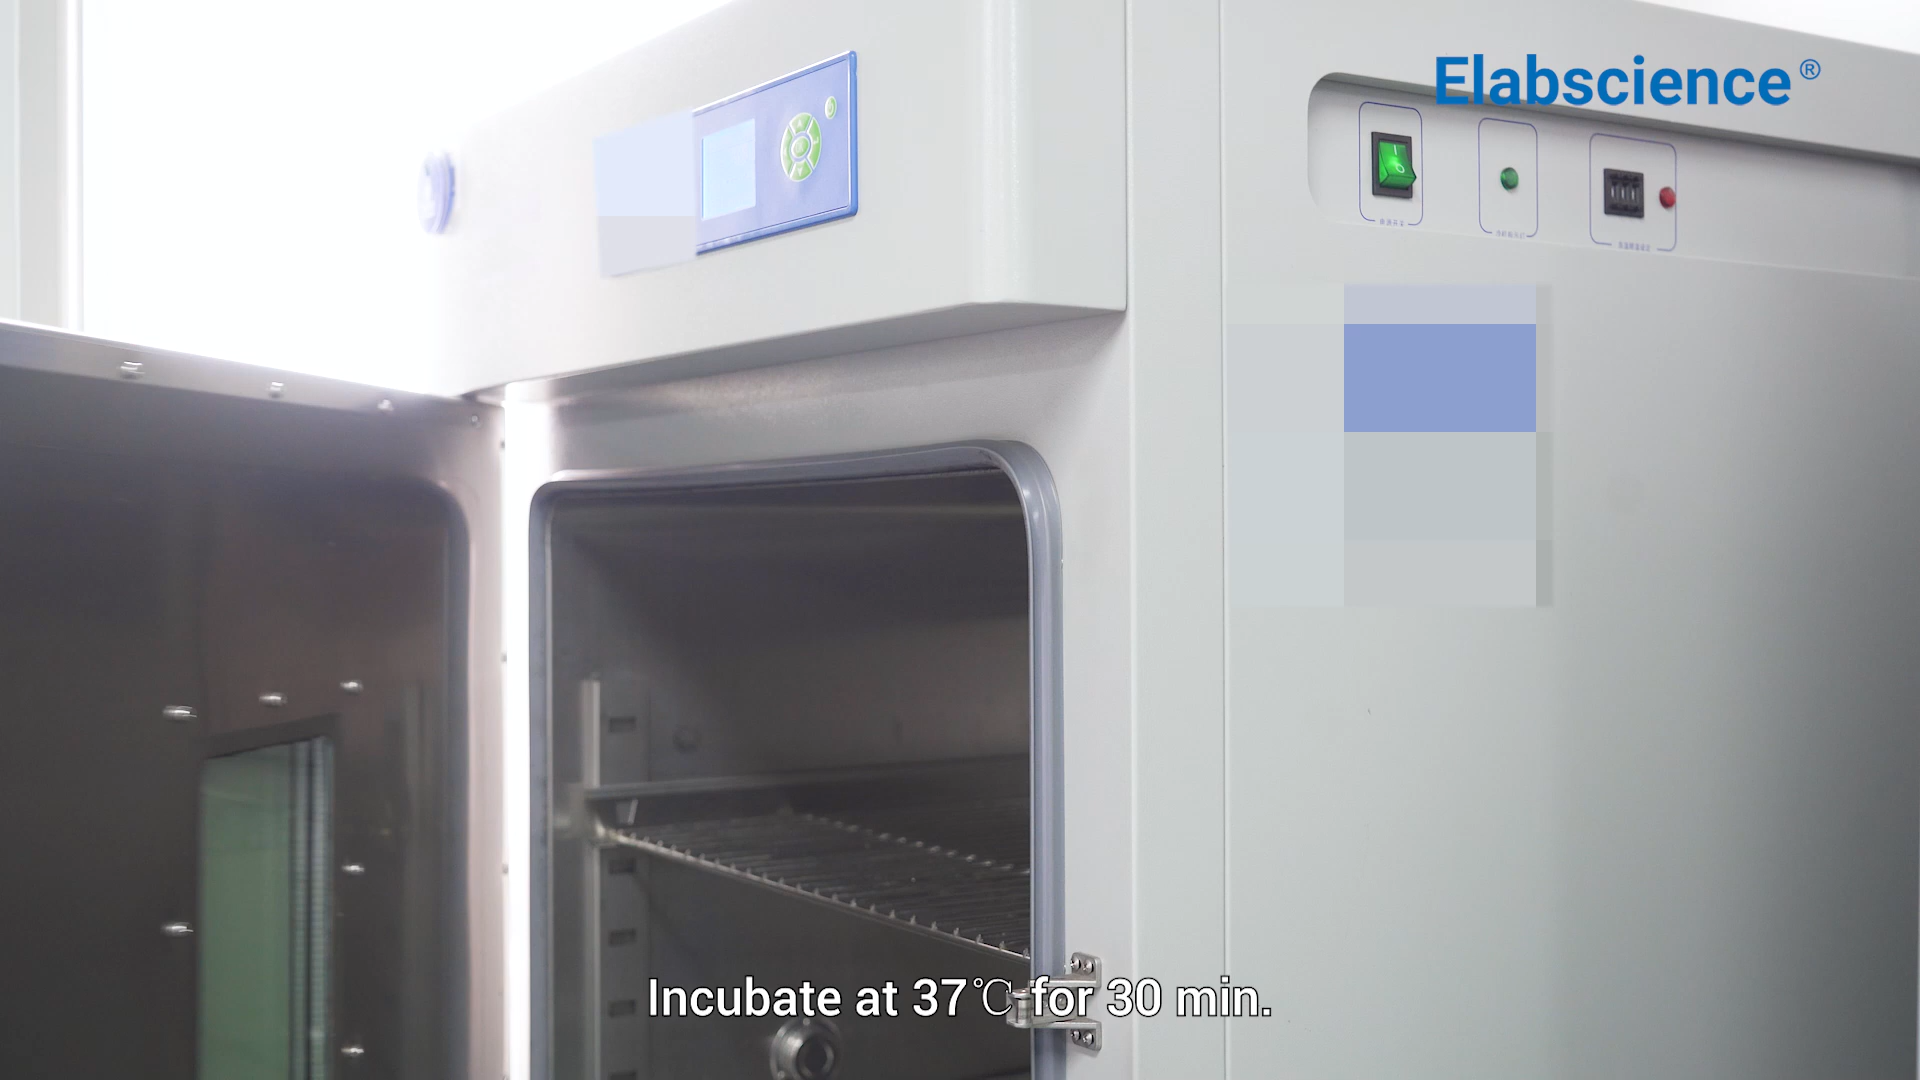 Elabscience®
Incubate at 37℃ for 30 min.